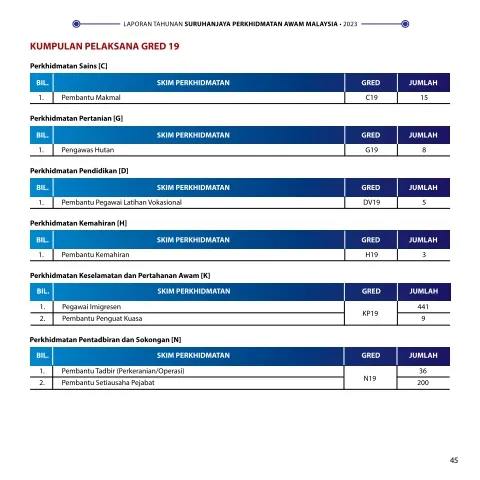 LAPORAN TAHUNAN SURUHANJAYA PERKHIDMATAN AWAM MALAYSIA • 2023
KUMPULAN PELAKSANA GRED 19
Perkhidmatan Sains [C]
BIL. SKIM PERKHIDMATAN GRED JUMLAH
1. Pembantu Makmal C19 15
Perkhidmatan Pertanian [G]
BIL. SKIM PERKHIDMATAN GRED JUMLAH
1. Pengawas Hutan G19 8
Perkhidmatan Pendidikan [D]
BIL. SKIM PERKHIDMATAN GRED JUMLAH
1. Pembantu Pegawai Latihan Vokasional DV19 5
Perkhidmatan Kemahiran [H]
BIL. SKIM PERKHIDMATAN GRED JUMLAH
1. Pembantu Kemahiran H19 3
Perkhidmatan Keselamatan dan Pertahanan Awam [K]
BIL. SKIM PERKHIDMATAN GRED JUMLAH
1. Pegawai Imigresen KP19 441
2. Pembantu Penguat Kuasa 9
Perkhidmatan Pentadbiran dan Sokongan [N]
BIL. SKIM PERKHIDMATAN GRED JUMLAH
1. Pembantu Tadbir (Perkeranian/Operasi) N19 36
2. Pembantu Setiausaha Pejabat 200
45